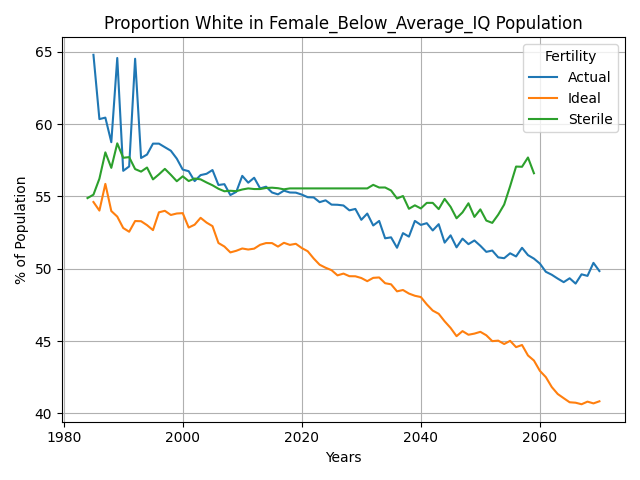 Proportion White in Female_Below_Average_IQ Population
Fertility
Actual
Ideal
Sterile
% of Population
65
60
55
50
45
40
1980
2000
2020
2040
2060
Years